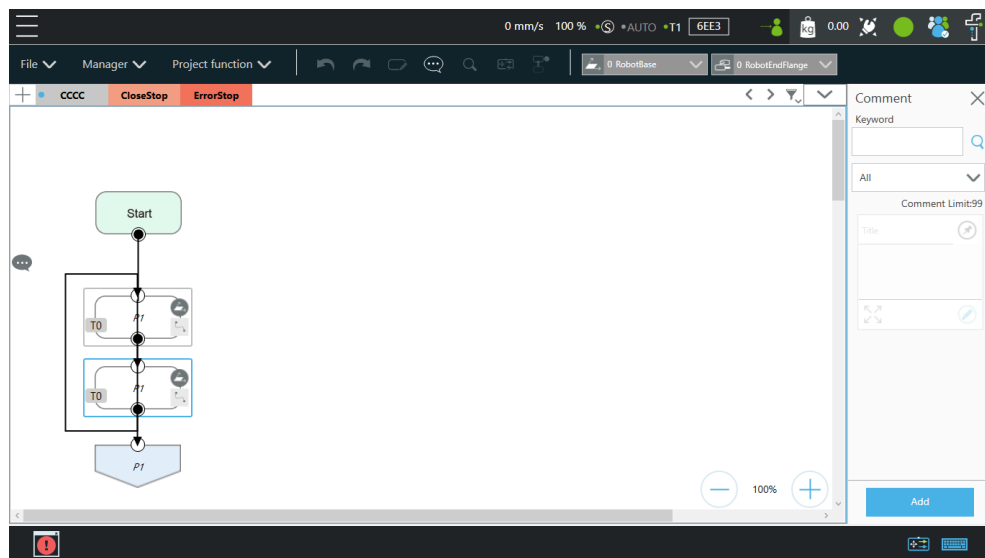 0 mm/s 100 % S AUTO T1 6EE3 kg 0.00
File Manager Project function 0 RobotBase 0 RobotEndFlange
CCCC CloseStop ErrorStop
Comment
Keyword
All
Comment Limit:99
Title
Start
P1
T0
P1
T0
P1
100%
Add